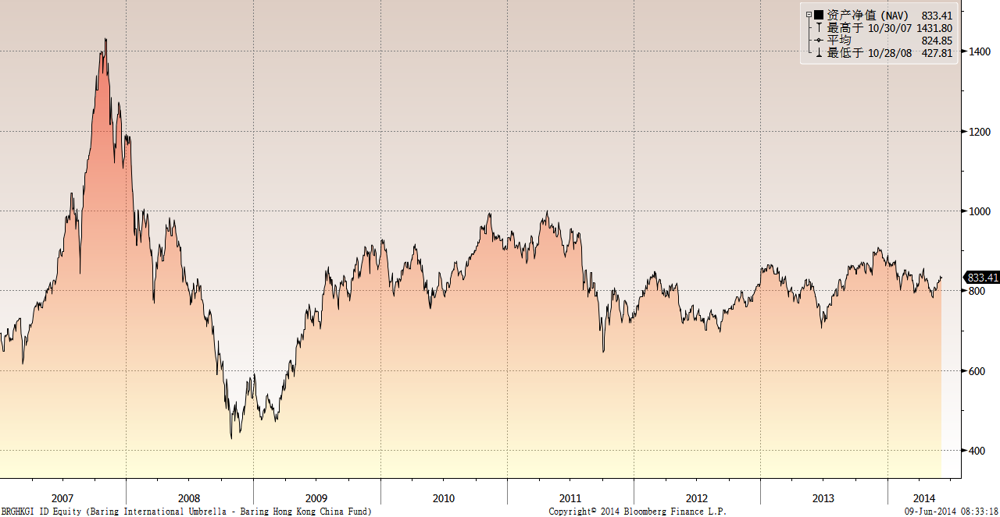 资产净值 (NAV) 833.41
最高于 10/30/07 1431.80
平均 824.85
最低于 10/28/08 427.81
1400
1200
1000
833.41
800
600
400
2007 2008 2009 2010 2011 2012 2013 2014
BRGHKGI ID Equity (Baring International Umbrella - Baring Hong Kong China Fund) Copyright© 2014 Bloomberg Finance L.P. 09-Jun-2014 08:33:18